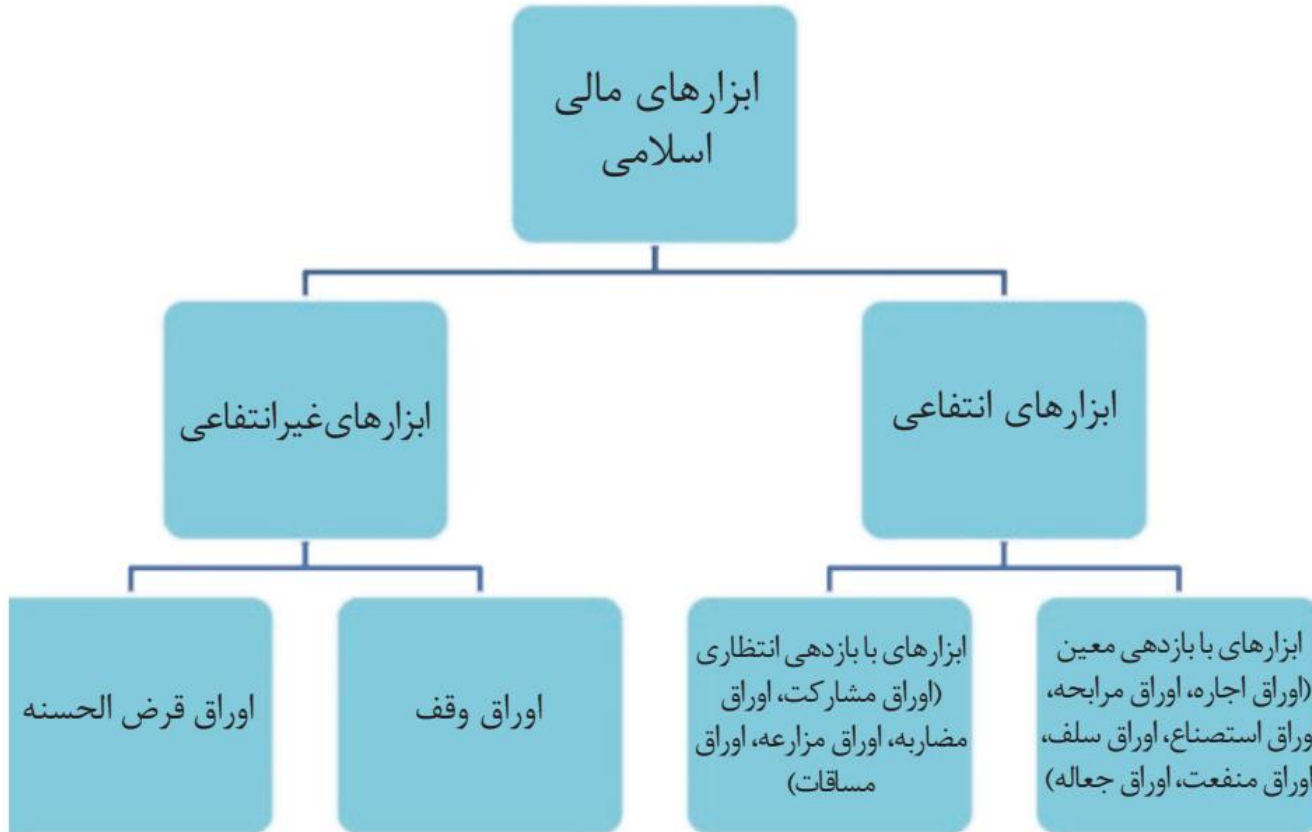 ابزارهای مالی
اسلامی
ابزارهای انتفاعی
ابزارهای غیرانتفاعی
ابزارهای با بازدهی معین
(اوراق اجاره، اوراق مرابحه،
وراق استصناع، اوراق سلف،
اوراق منفعت، اوراق جعاله)
ابزارهای با بازدهی انتظاری
(اوراق مشارکت، اوراق
مضاربه، اوراق مزارعه، اوراق
مساقات)
اوراق وقف
اوراق قرض الحسنه